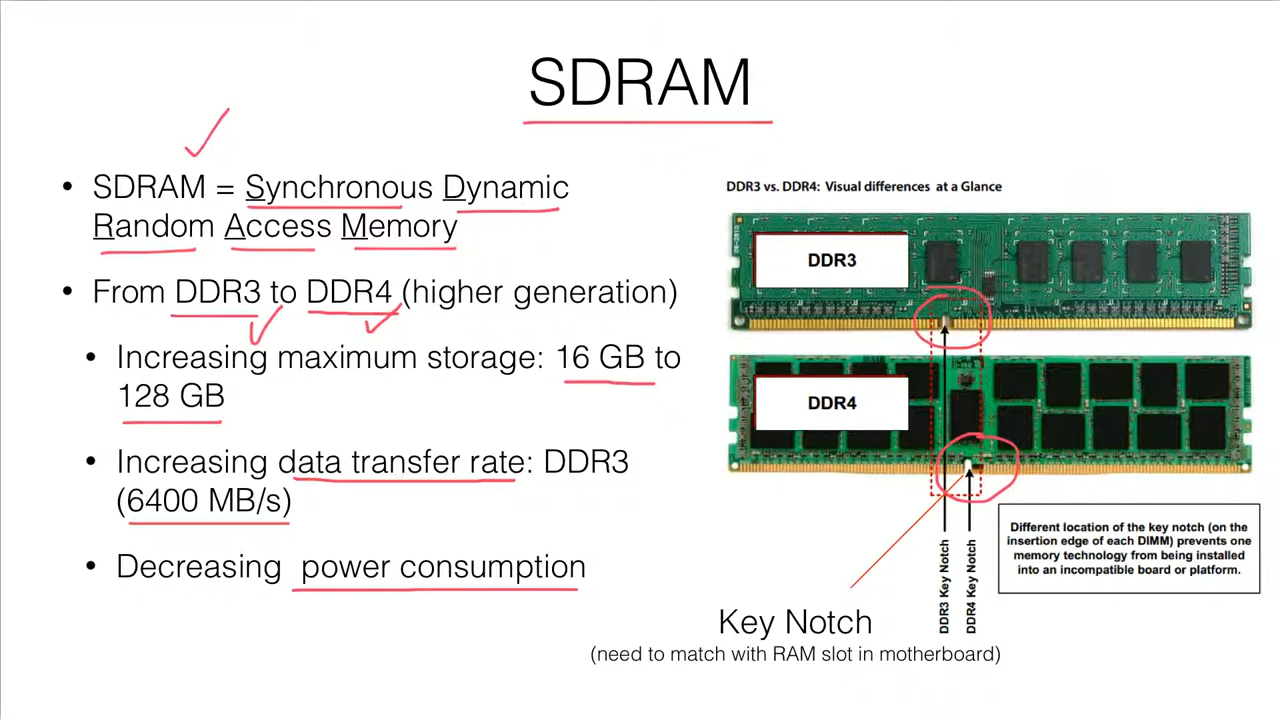 SDRAM
• SDRAM = Synchronous Dynamic
Random Access Memory
• From DDR3 to DDR4 (higher generation)
• Increasing maximum storage: 16 GB to
128 GB
• Increasing data transfer rate: DDR3
(6400 MB/s)
• Decreasing power consumption
DDR3 vs. DDR4: Visual differences at a Glance
DDR3
DDR4
Different location of the key notch (on the
insertion edge of each DIMM) prevents one
memory technology from being installed
into an incompatible board or platform.
DDR3 Key Notch
DDR4 Key Notch
Key Notch
(need to match with RAM slot in motherboard)